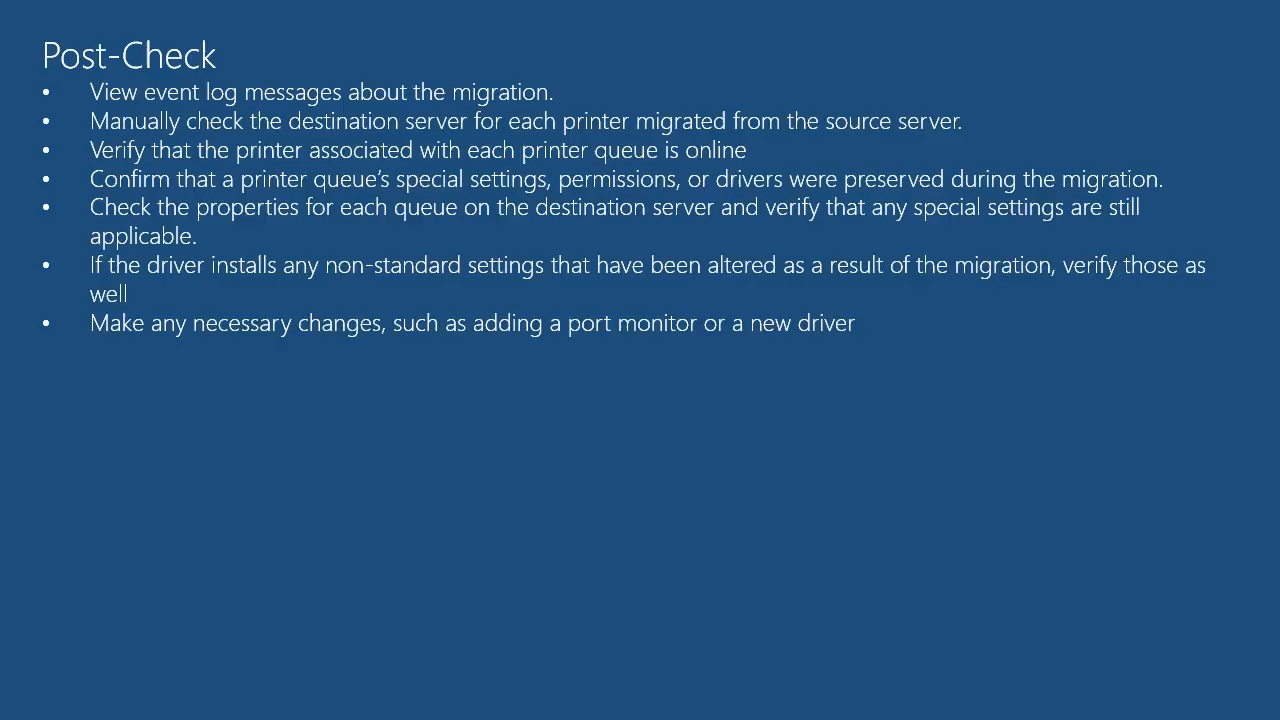 Post-Check
• View event log messages about the migration.
• Manually check the destination server for each printer migrated from the source server.
• Verify that the printer associated with each printer queue is online
• Confirm that a printer queue’s special settings, permissions, or drivers were preserved during the migration.
• Check the properties for each queue on the destination server and verify that any special settings are still
applicable.
• If the driver installs any non-standard settings that have been altered as a result of the migration, verify those as
well
• Make any necessary changes, such as adding a port monitor or a new driver